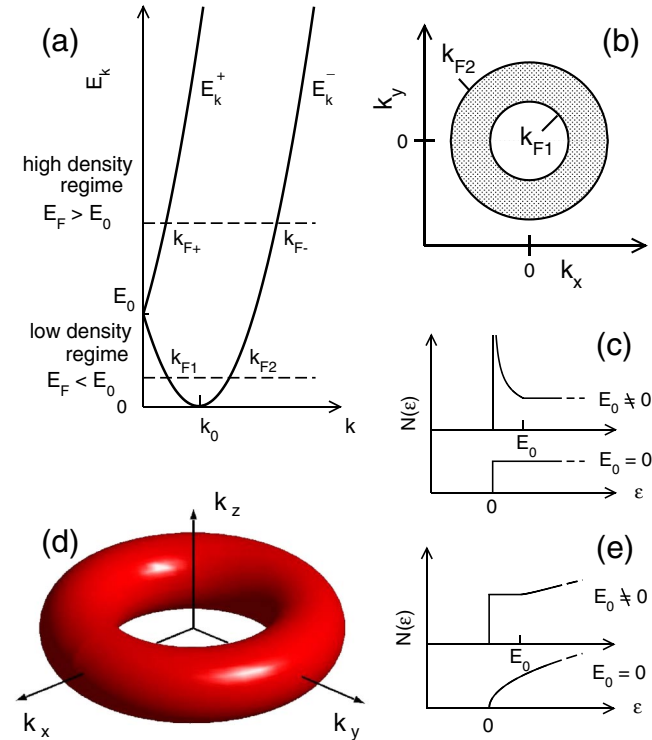 (a)
E_k
E_k^+
E_k^-
high density
regime
E_F > E_0
k_F+
k_F-
E_0
low density
regime
E_F < E_0
k_F1
k_F2
0
k_0
k
(b)
k_F2
k_y
0
k_F1
0
k_x
(c)
N(ε)
E_0 ≠ 0
E_0
E_0 = 0
0
ε
(d)
k_z
k_x
k_y
(e)
N(ε)
E_0 ≠ 0
E_0
E_0 = 0
0
ε